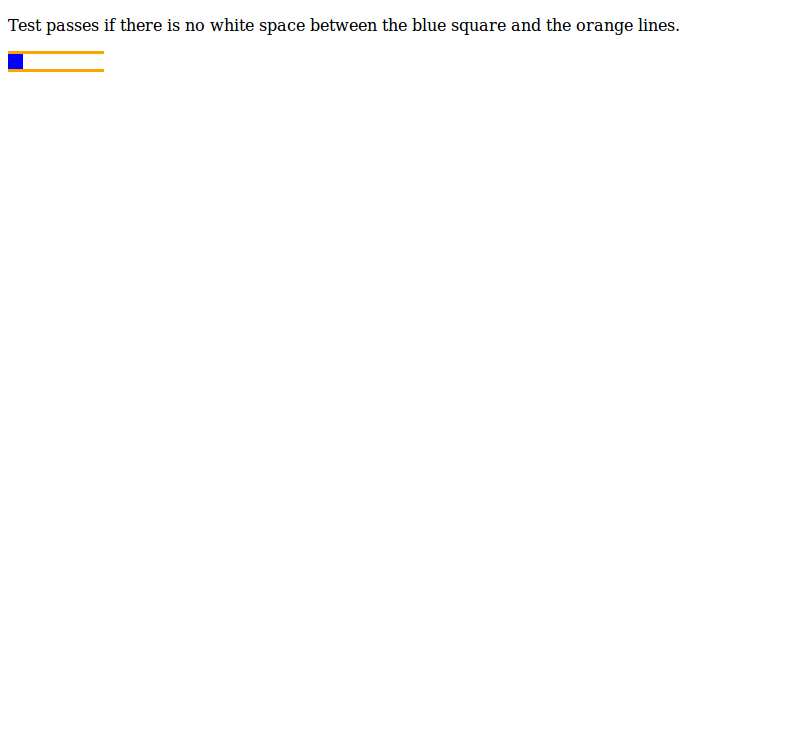 Test passes if there is no white space between the blue square and the orange lines.